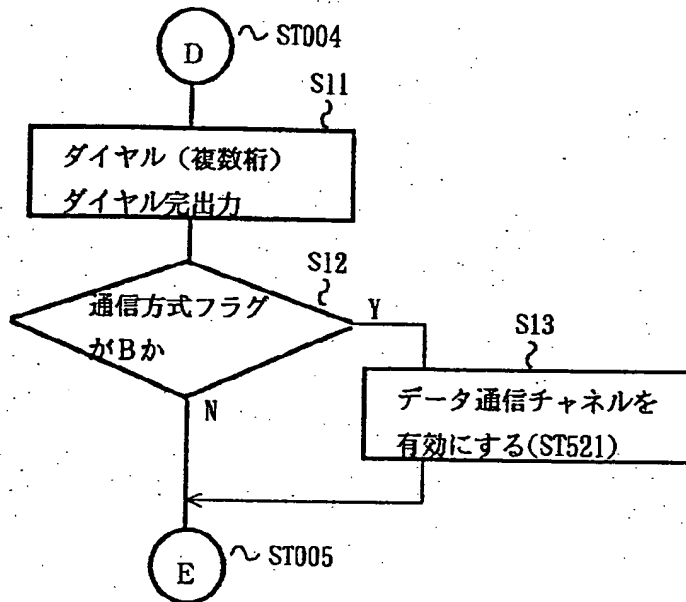 D
ST004
S11
ダイヤル（複数桁）
ダイヤル完出力
S12
通信方式フラグ
がBか
Y
N
S13
データ通信チャネルを
有効にする(ST521)
E
ST005